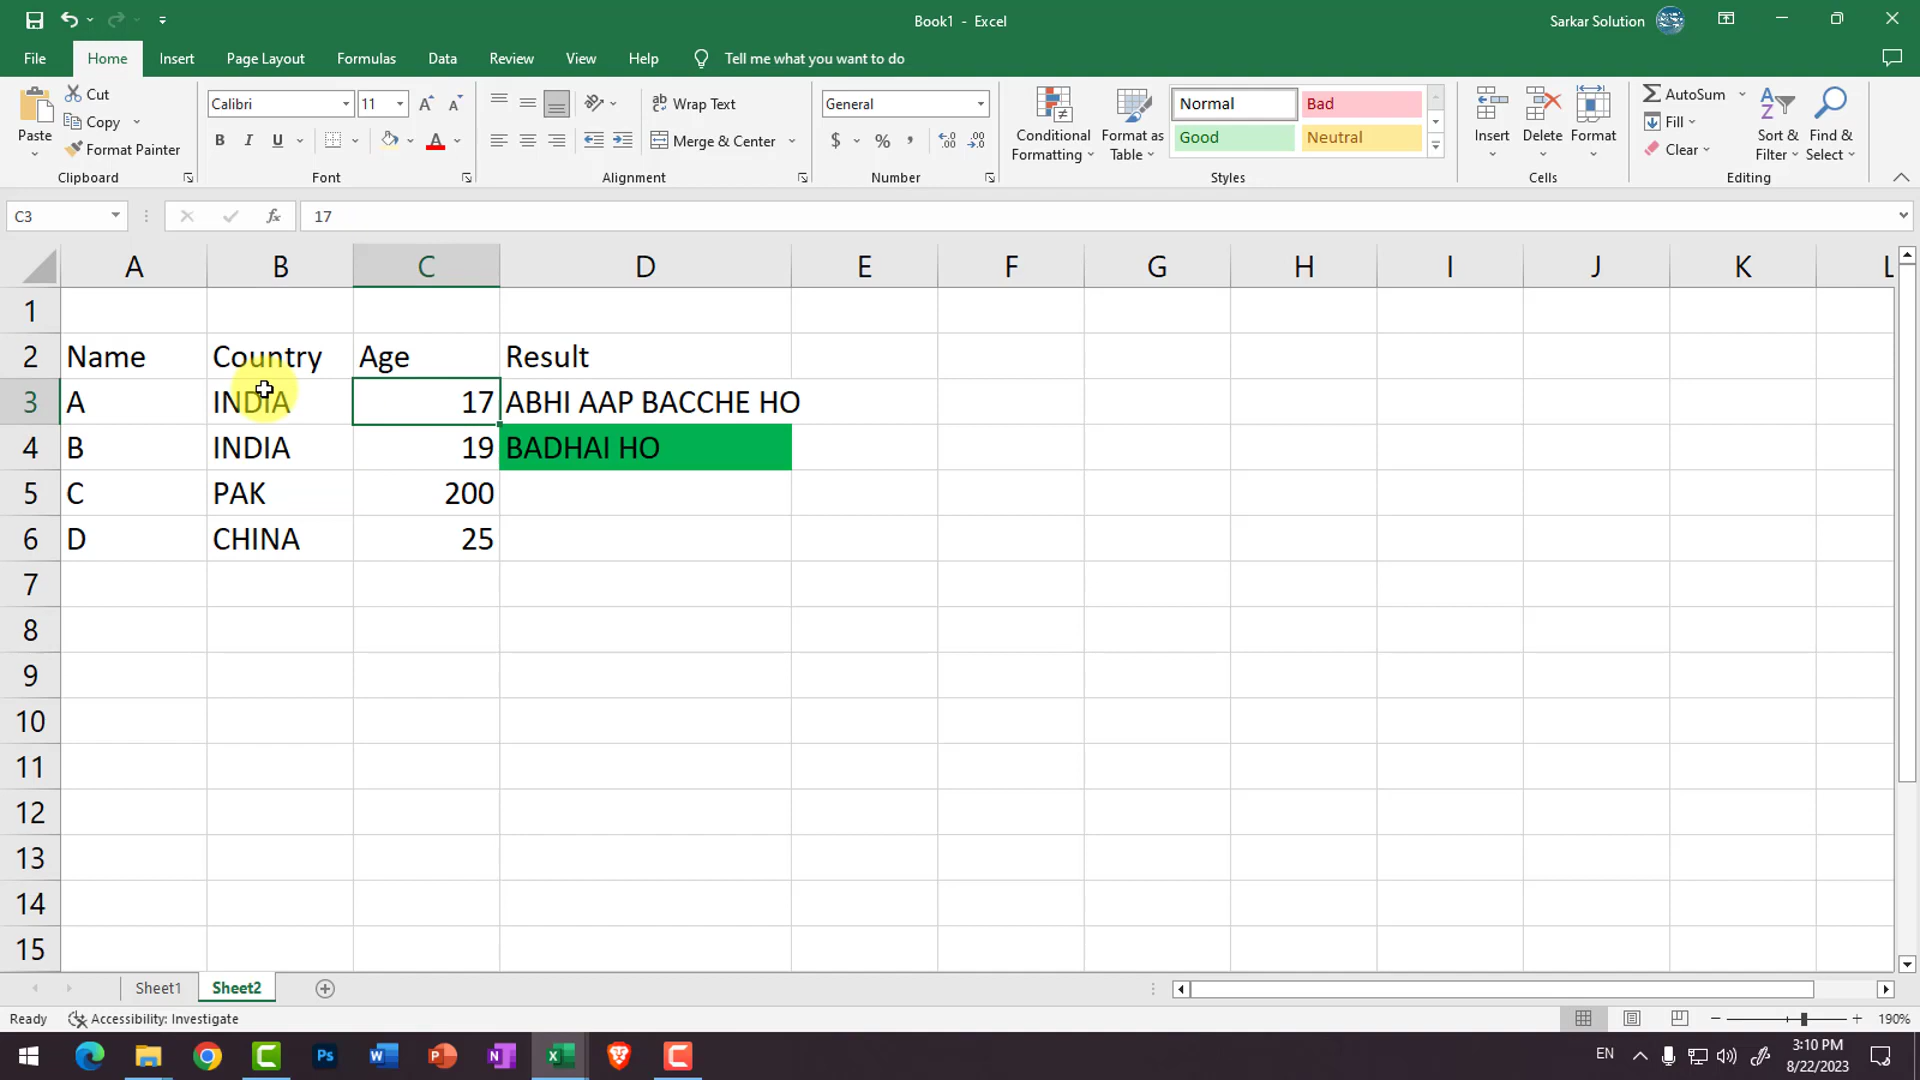 Book1 - Excel
Sarkar Solution
File Home Insert Page Layout Formulas Data Review View Help Tell me what you want to do
Paste
Cut
Copy
Format Painter
Clipboard
Calibri 11
B I U
Font
Wrap Text
Merge & Center
Alignment
General
$ % ,
Number
Conditional Formatting
Format as Table
Normal Bad
Good Neutral
Styles
Insert Delete Format
Cells
AutoSum
Fill
Clear
Sort & Filter
Find & Select
Editing
C3 fx 17
A B C D E F G H I J K L
1
2 Name Country Age Result
3 A INDIA 17 ABHI AAP BACCHE HO
4 B INDIA 19 BADHAI HO
5 C PAK 200
6 D CHINA 25
7
8
9
10
11
12
13
14
15
Sheet1 Sheet2
Ready Accessibility: Investigate 190%
EN 3:10 PM
8/22/2023